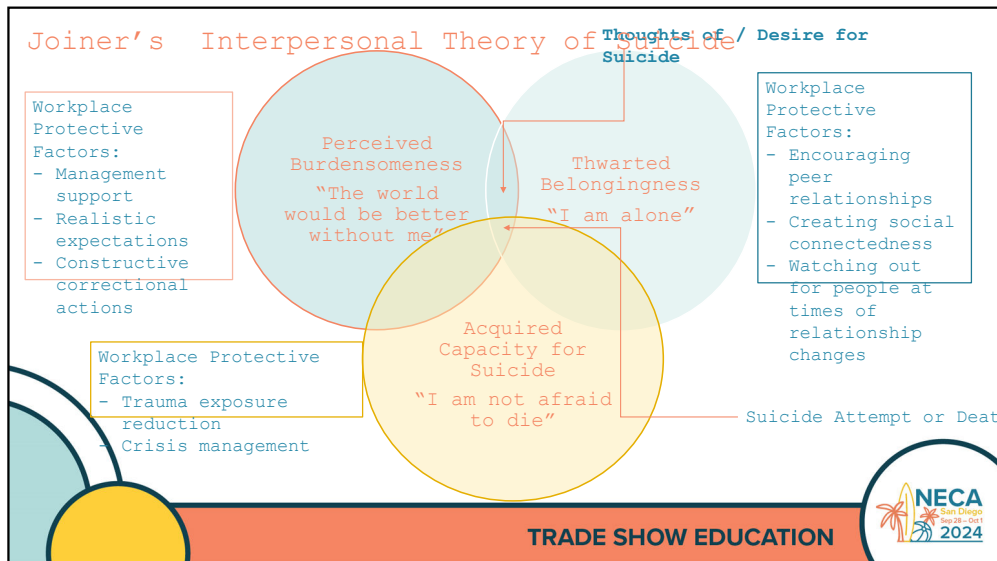 Joiner’s  Interpersonal Theory of Suicide
Thoughts of / Desire for
Suicide
Workplace
Protective
Factors:
- Management
support
- Realistic
expectations
- Constructive
correctional
actions
Perceived
Burdensomeness
“The world
would be better
without me”
Thwarted
Belongingness
“I am alone”
Workplace
Protective
Factors:
- Encouraging
peer
relationships
- Creating social
connectedness
- Watching out
for people at
times of
relationship
changes
Workplace Protective
Factors:
- Trauma exposure
reduction
- Crisis management
Acquired
Capacity for
Suicide
“I am not afraid
to die”
Suicide Attempt or Deat
TRADE SHOW EDUCATION
NECA
San Diego
Sep 28 – Oct 1
2024